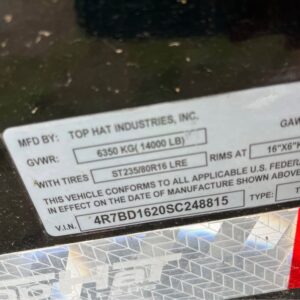 MFD BY: TOP HAT INDUSTRIES, INC.
GVWR: 6350 KG(14000 LB) GAW
WITH TIRES ST235/80R16 LRE RIMS AT 16"X6"K
THIS VEHICLE CONFORMS TO ALL APPLICABLE U.S. FEDERA
IN EFFECT ON THE DATE OF MANUFACTURE SHOWN ABOVE
V.I.N. 4R7BD1620SC248815 TYPE: T
HAT